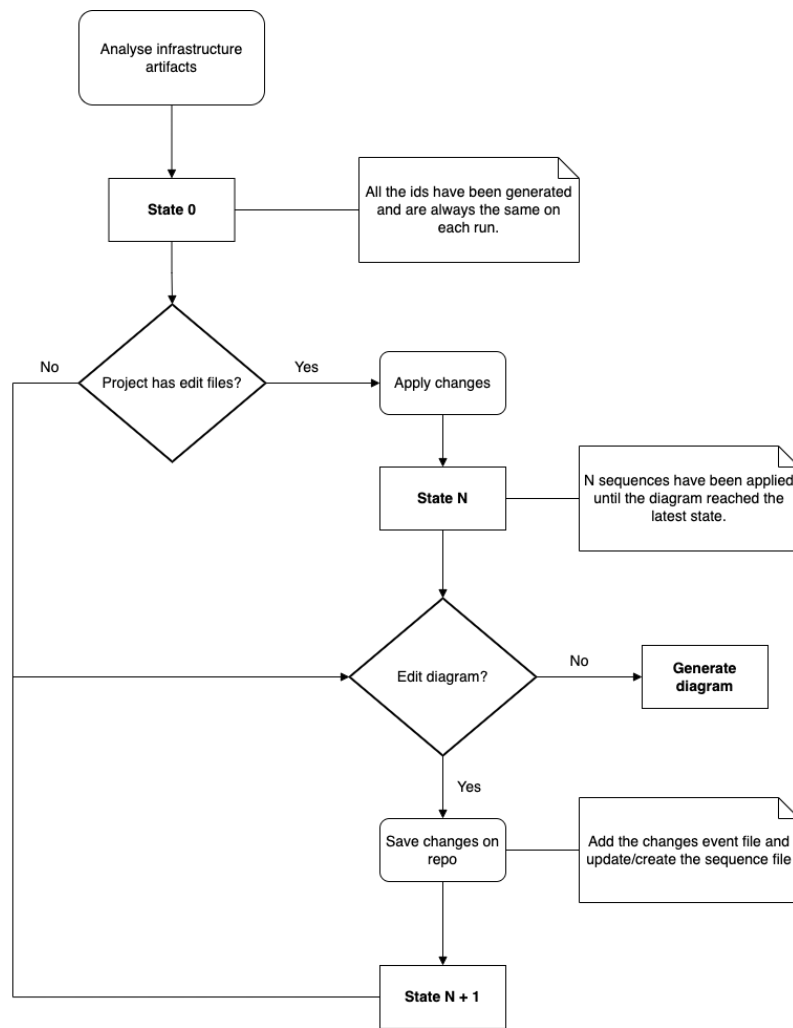 Analyse infrastructure
artifacts
State 0
All the ids have been generated
and are always the same on
each run.
No
Project has edit files?
Yes
Apply changes
State N
N sequences have been applied
until the diagram reached the
latest state.
Edit diagram?
No
Generate
diagram
Yes
Save changes on
repo
Add the changes event file and
update/create the sequence file
State N + 1